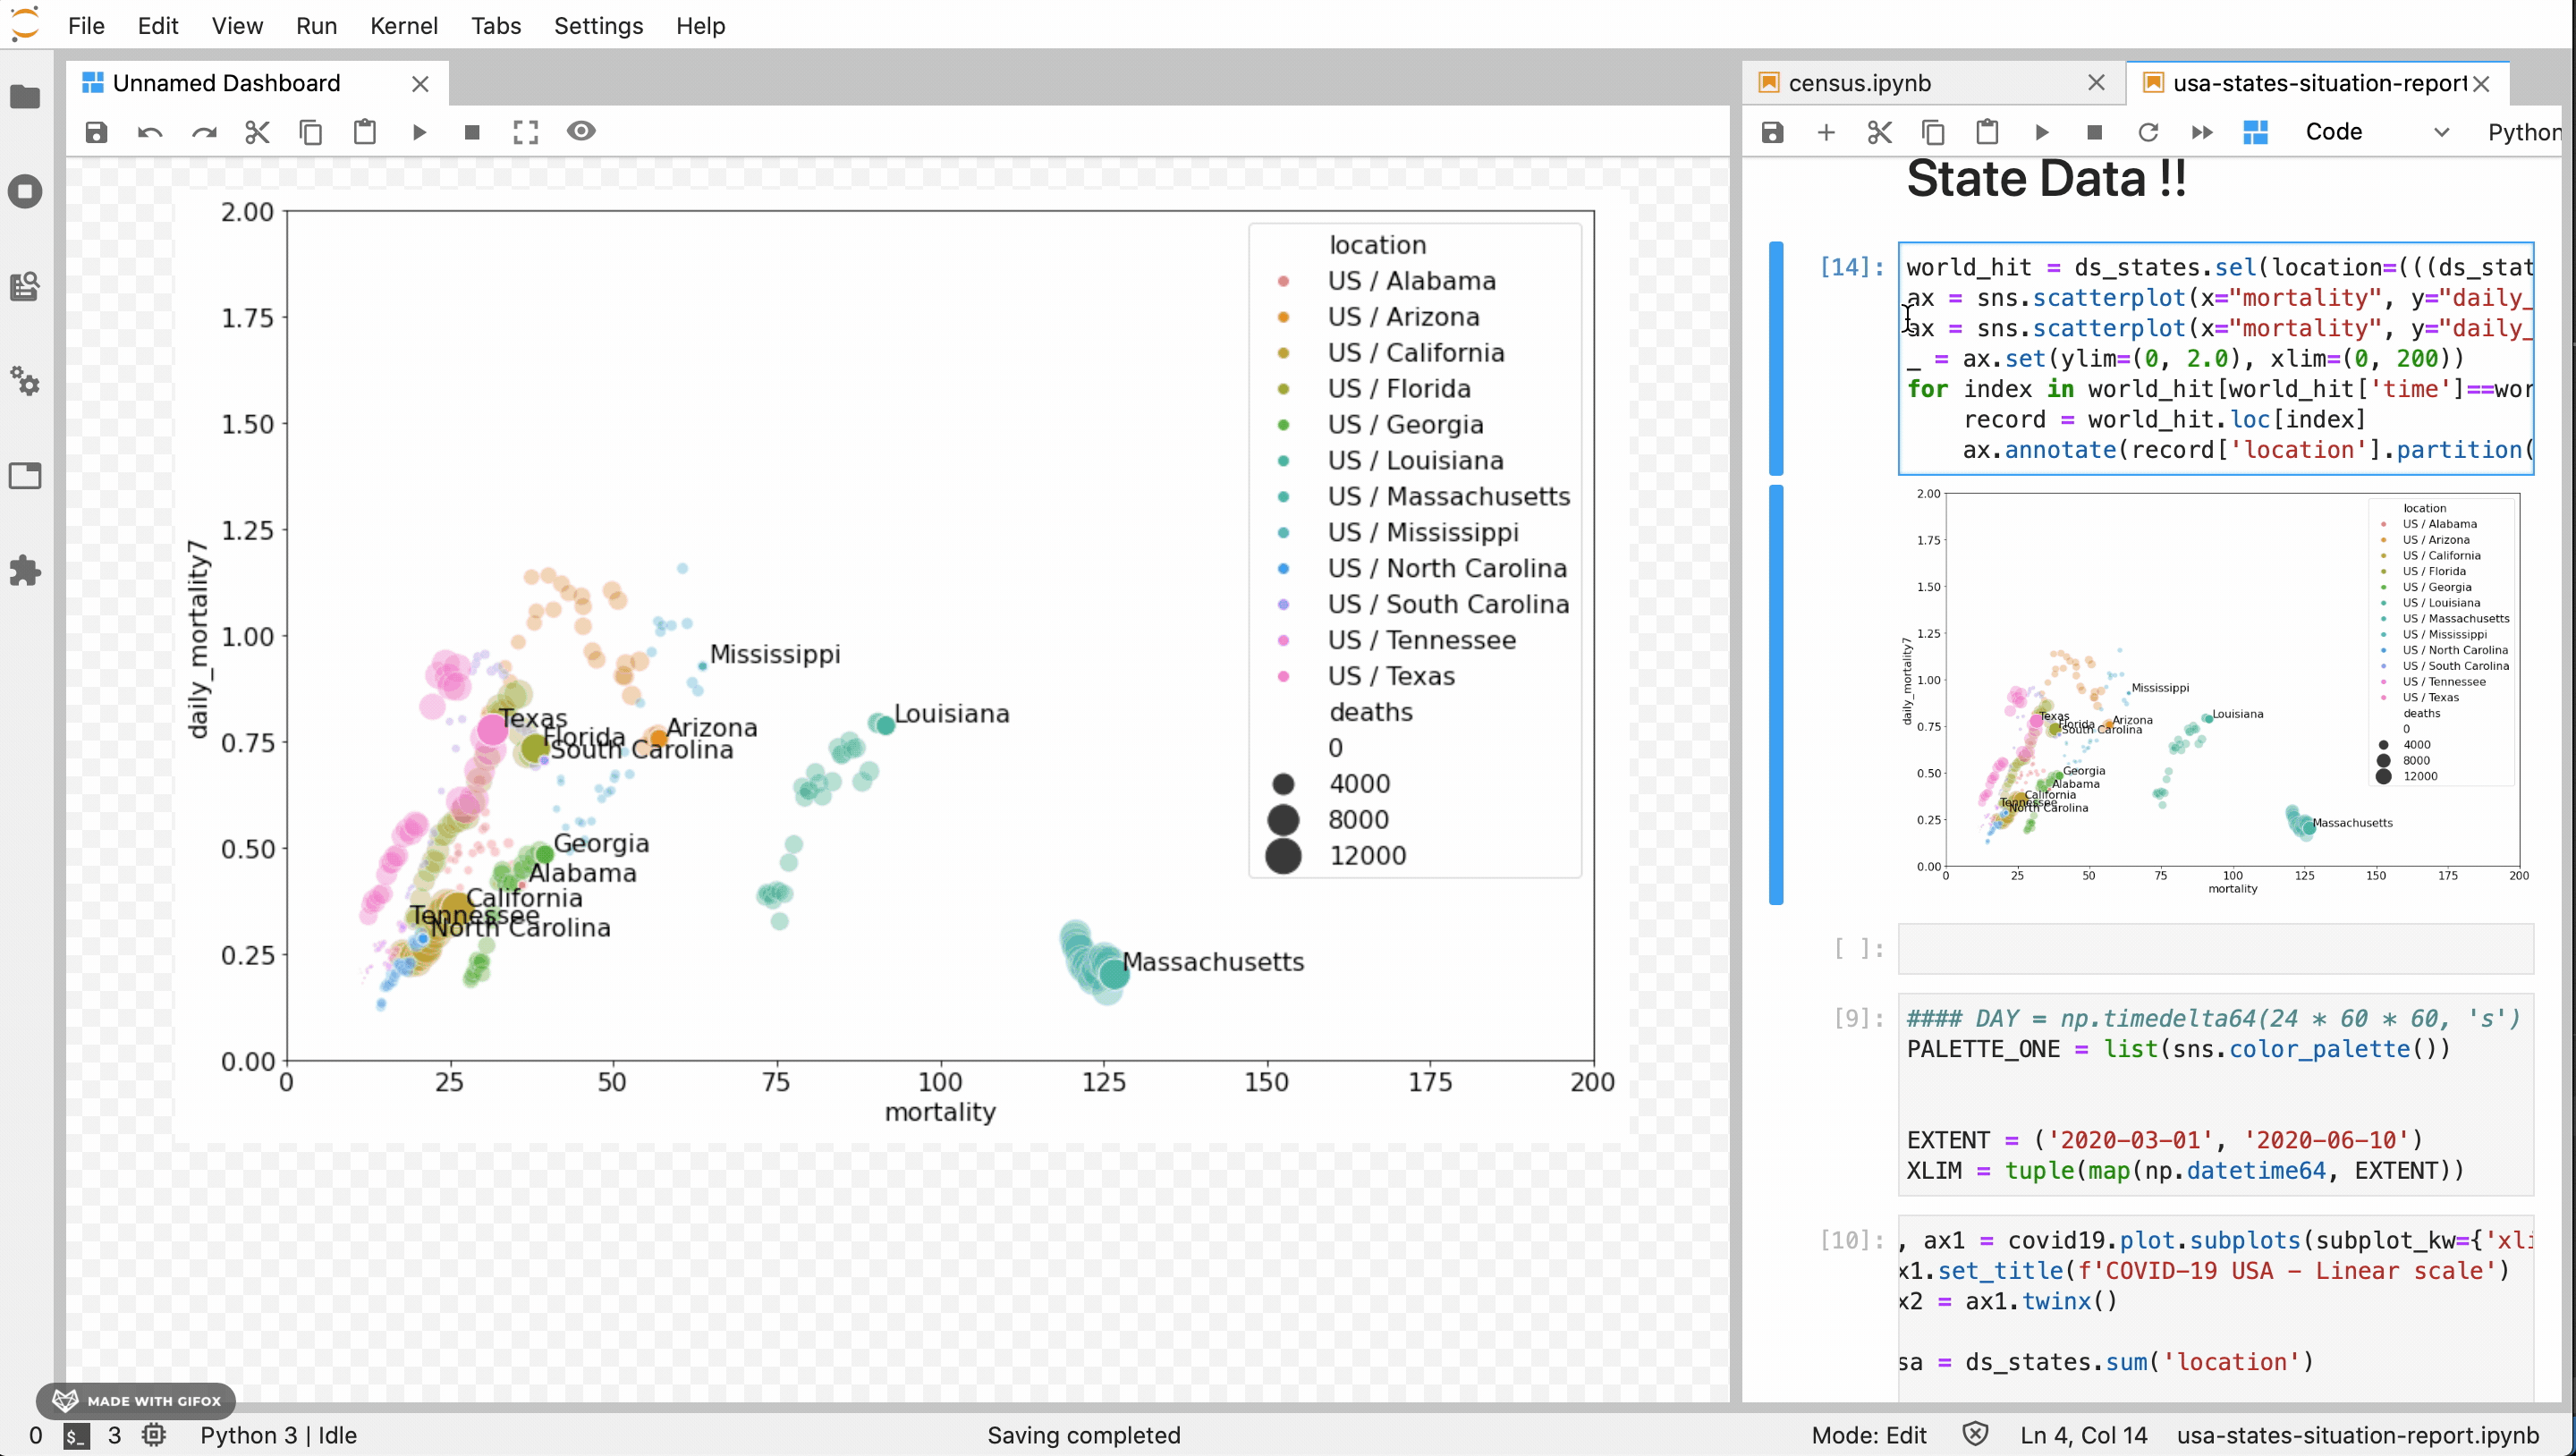 File Edit View Run Kernel Tabs Settings Help
Unnamed Dashboard
2.00
1.75
1.50
1.25
1.00
0.75
0.50
0.25
0.00
0 25 50 75 100 125 150 175 200
mortality
daily_mortality7
Mississippi
Louisiana
Texas
Florida
Arizona
South Carolina
Georgia
Alabama
California
Tennessee
North Carolina
Massachusetts
location
US / Alabama
US / Arizona
US / California
US / Florida
US / Georgia
US / Louisiana
US / Massachusetts
US / Mississippi
US / North Carolina
US / South Carolina
US / Tennessee
US / Texas
deaths
0
4000
8000
12000
census.ipynb
usa-states-situation-report
Code
Python
State Data !!
[14]:
world_hit = ds_states.sel(location=(((ds_stat
ax = sns.scatterplot(x="mortality", y="daily_
ax = sns.scatterplot(x="mortality", y="daily_
_ = ax.set(ylim=(0, 2.0), xlim=(0, 200))
for index in world_hit[world_hit['time']==wor
record = world_hit.loc[index]
ax.annotate(record['location'].partition(
2.00
1.75
1.50
1.25
1.00
0.75
0.50
0.25
0.00
0 25 50 75 100 125 150 175 200
mortality
daily_mortality7
Mississippi
Louisiana
Texas
Florida
Arizona
South Carolina
Georgia
Alabama
California
Tennessee
North Carolina
Massachusetts
location
US / Alabama
US / Arizona
US / California
US / Florida
US / Georgia
US / Louisiana
US / Massachusetts
US / Mississippi
US / North Carolina
US / South Carolina
US / Tennessee
US / Texas
deaths
0
4000
8000
12000
[ ]:
[9]:
#### DAY = np.timedelta64(24 * 60 * 60, 's')
PALETTE_ONE = list(sns.color_palette())
EXTENT = ('2020-03-01', '2020-06-10')
XLIM = tuple(map(np.datetime64, EXTENT))
[10]:
, ax1 = covid19.plot.subplots(subplot_kw={'xli
x1.set_title(f'COVID-19 USA - Linear scale')
x2 = ax1.twinx()
sa = ds_states.sum('location')
MADE WITH GIFOX
0 $_ 3 Python 3 | Idle
Saving completed
Mode: Edit Ln 4, Col 14 usa-states-situation-report.ipynb